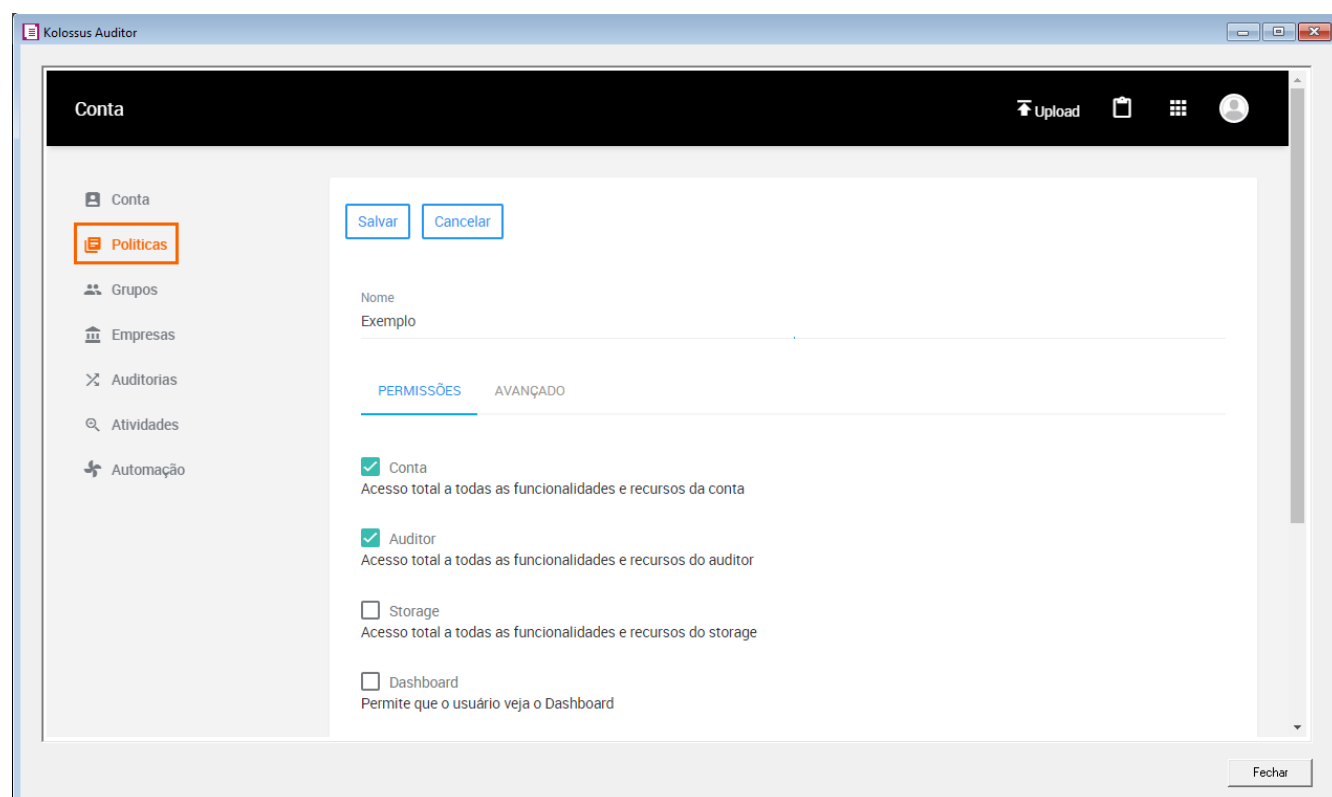 Kolossus Auditor
Conta
Upload
Conta
Politicas
Grupos
Empresas
Auditorias
Atividades
Automação
Salvar
Cancelar
Nome
Exemplo
PERMISSÕES
AVANÇADO
Conta
Acesso total a todas as funcionalidades e recursos da conta
Auditor
Acesso total a todas as funcionalidades e recursos do auditor
Storage
Acesso total a todas as funcionalidades e recursos do storage
Dashboard
Permite que o usuário veja o Dashboard
Fechar